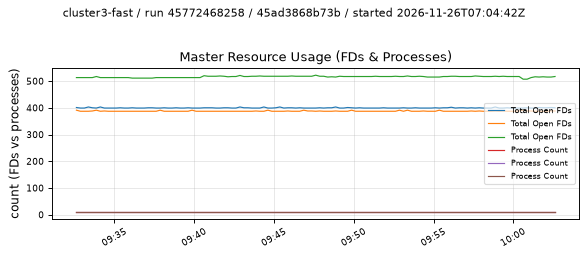 cluster3-fast / run 45772468258 / 45ad3868b73b / started 2026-11-26T07:04:42Z
Master Resource Usage (FDs & Processes)
count (FDs vs processes)
500
400
300
200
100
0
Total Open FDs
Total Open FDs
Total Open FDs
Process Count
Process Count
Process Count
09:35
09:40
09:45
09:50
09:55
10:00